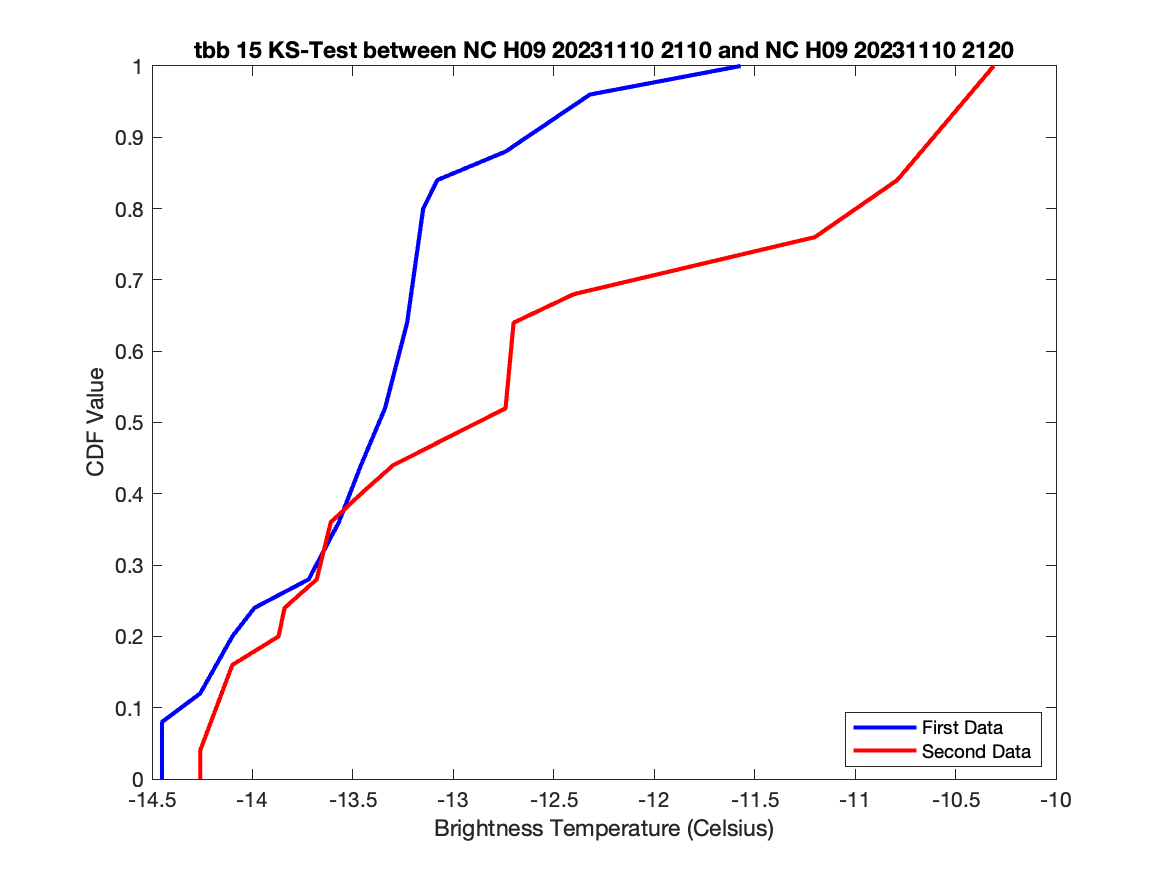 tbb 15 KS-Test between NC H09 20231110 2110 and NC H09 20231110 2120
1
0.9
0.8
0.7
0.6
0.5
0.4
0.3
0.2
0.1
0
CDF Value
First Data
Second Data
-14.5 -14 -13.5 -13 -12.5 -12 -11.5 -11 -10.5 -10
Brightness Temperature (Celsius)